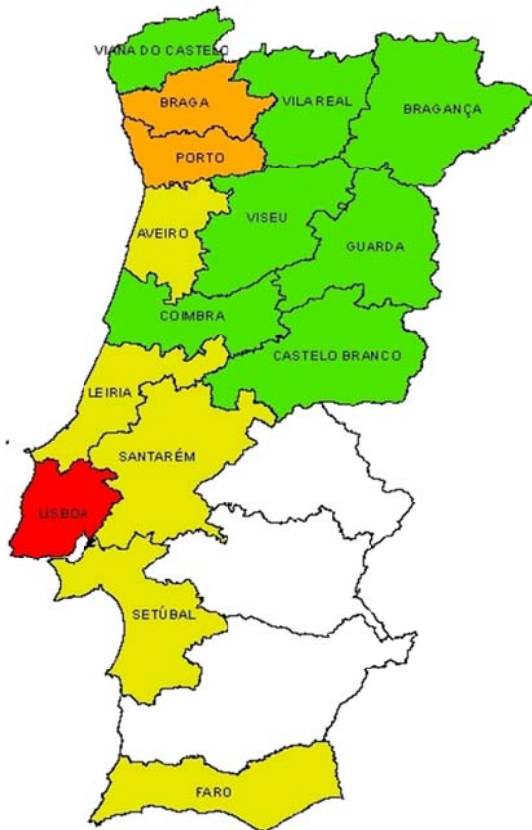 VIANA DO CASTELO
BRAGA
VILA REAL
BRAGANÇA
PORTO
AVEIRO
VISEU
GUARDA
COIMBRA
CASTELO BRANCO
LEIRIA
SANTARÉM
LISBOA
SETÚBAL
FARO